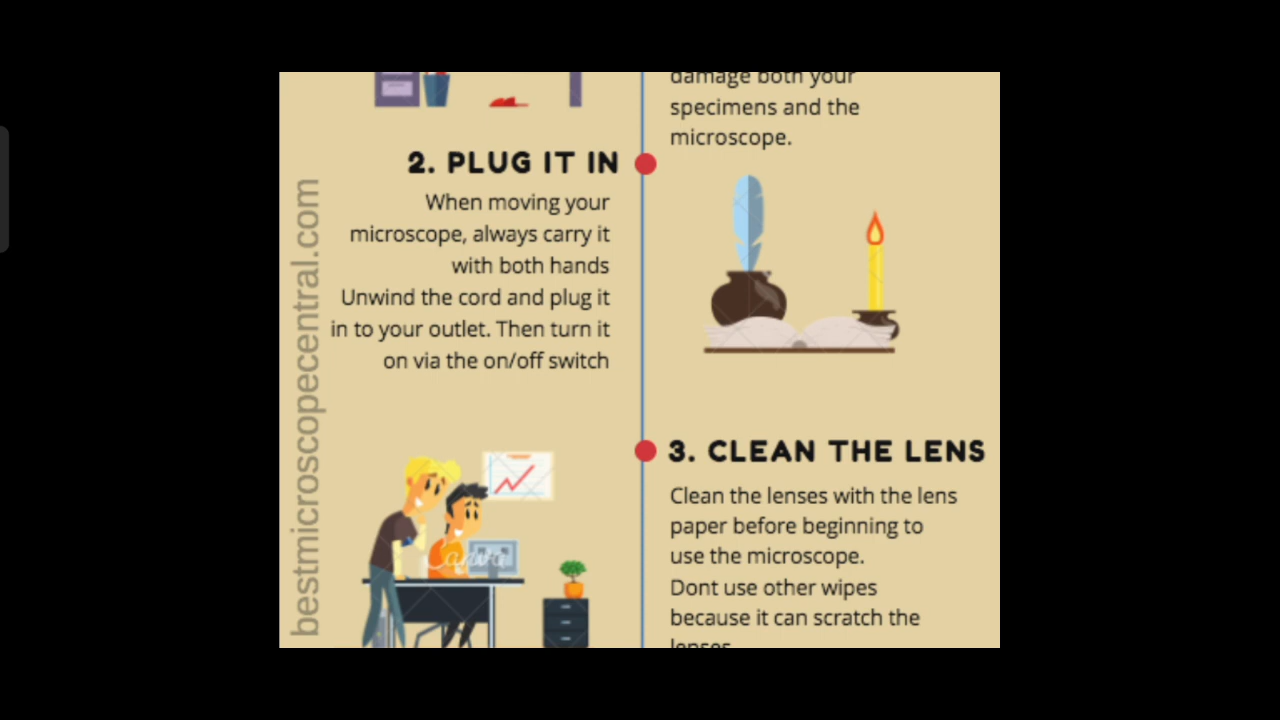 damage both your
specimens and the
microscope.
2. PLUG IT IN
When moving your
microscope, always carry it
with both hands
Unwind the cord and plug it
in to your outlet. Then turn it
on via the on/off switch
3. CLEAN THE LENS
Clean the lenses with the lens
paper before beginning to
use the microscope.
Dont use other wipes
because it can scratch the
lenses
bestmicroscopecentral.com
Canva